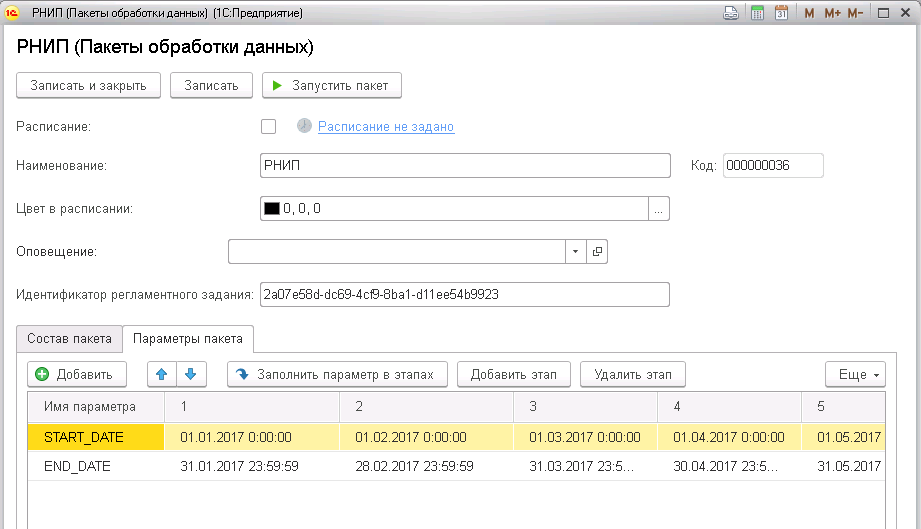 РНИП (Пакеты обработки данных) (1С:Предприятие)
31 M M+ M-
РНИП (Пакеты обработки данных)
Записать и закрыть Записать Запустить пакет
Расписание: Расписание не задано
Наименование: РНИП Код: 000000036
Цвет в расписании: 0, 0, 0 ...
Оповещение:
Идентификатор регламентного задания: 2a07e58d-dc69-4cf9-8ba1-d11ee54b9923
Состав пакета Параметры пакета
Добавить Заполнить параметр в этапах Добавить этап Удалить этап Еще
Имя параметра 1 2 3 4 5
START_DATE 01.01.2017 0:00:00 01.02.2017 0:00:00 01.03.2017 0:00:00 01.04.2017 0:00:00 01.05.2017
END_DATE 31.01.2017 23:59:59 28.02.2017 23:59:59 31.03.2017 23:5... 30.04.2017 23:5... 31.05.2017